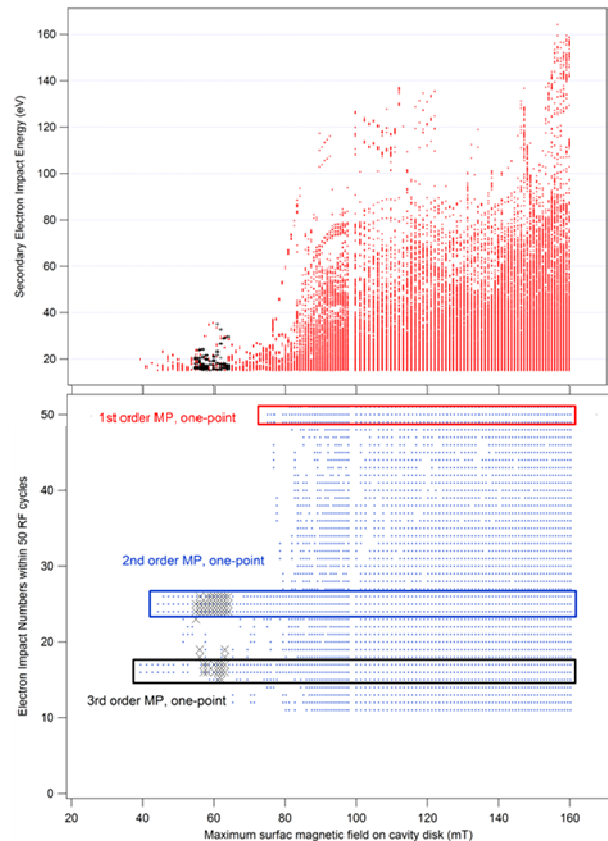 160
140
120
100
80
60
40
20
Secondary Electron Impact Energy (eV)
50
40
30
20
10
0
Electron Impact Numbers within 50 RF cycles
1st order MP, one-point
2nd order MP, one-point
3rd order MP, one-point
20 40 60 80 100 120 140 160
Maximum surfac magnetic field on cavity disk (mT)